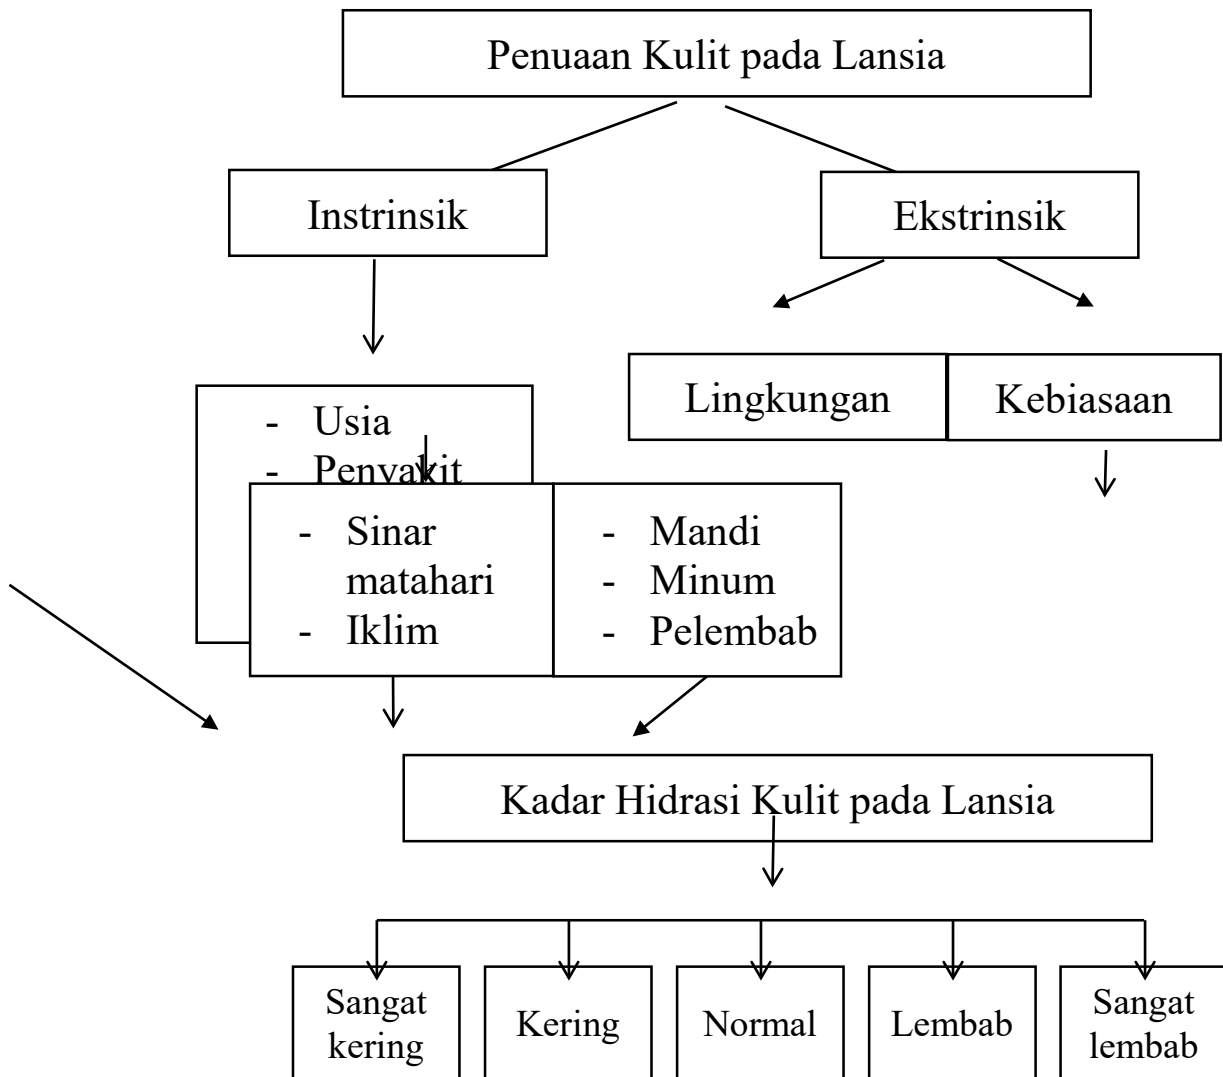 Penuaan Kulit pada Lansia
Instrinsik
Ekstrinsik
Lingkungan
Kebiasaan
- Usia
- Penyakit
- Sinar
matahari
- Iklim
- Mandi
- Minum
- Pelembab
Kadar Hidrasi Kulit pada Lansia
Sangat
kering
Kering
Normal
Lembab
Sangat
lembab